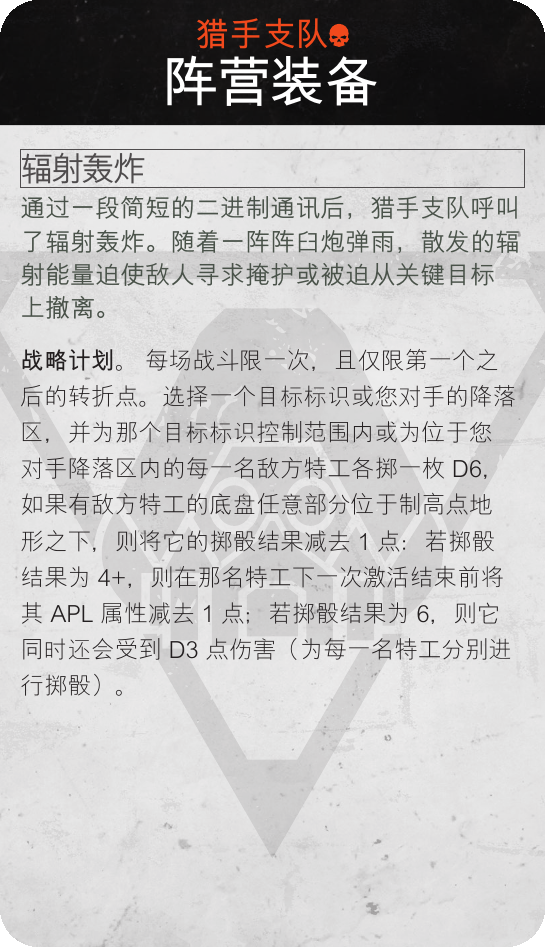 猎手支队
阵营装备
辐射轰炸
通过一段简短的二进制通讯后，猎手支队呼叫
了辐射轰炸。随着一阵阵臼炮弹雨，散发的辐
射能量迫使敌人寻求掩护或被迫从关键目标
上撤离。
战略计划。 每场战斗限一次，且仅限第一个之
后的转折点。选择一个目标标识或您对手的降落
区，并为那个目标标识控制范围内或为位于您
对手降落区内的每一名敌方特工各掷一枚 D6，
如果有敌方特工的底盘任意部分位于制高点地
形之下，则将它的掷骰结果减去 1 点：若掷骰
结果为 4+，则在那名特工下一次激活结束前将
其 APL 属性减去 1 点；若掷骰结果为 6，则它
同时还会受到 D3 点伤害（为每一名特工分别进
行掷骰）。